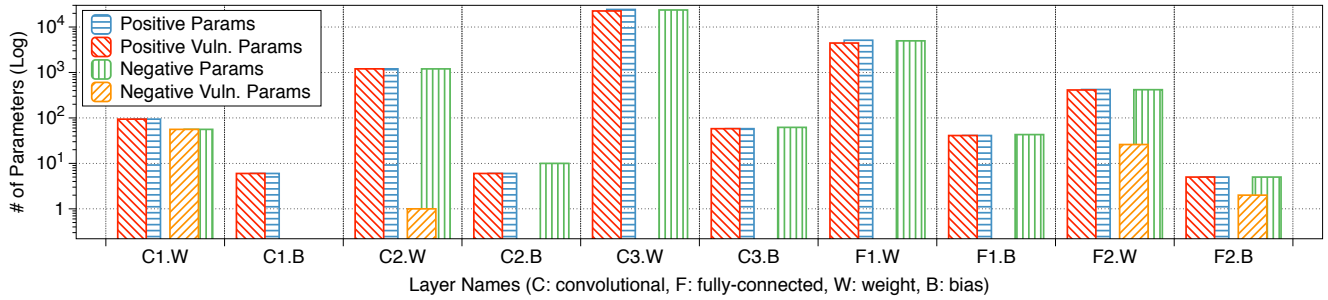 Positive Params
Positive Vuln. Params
Negative Params
Negative Vuln. Params
# of Parameters (Log)
10^4
10^3
10^2
10^1
1
C1.W C1.B C2.W C2.B C3.W C3.B F1.W F1.B F2.W F2.B
Layer Names (C: convolutional, F: fully-connected, W: weight, B: bias)